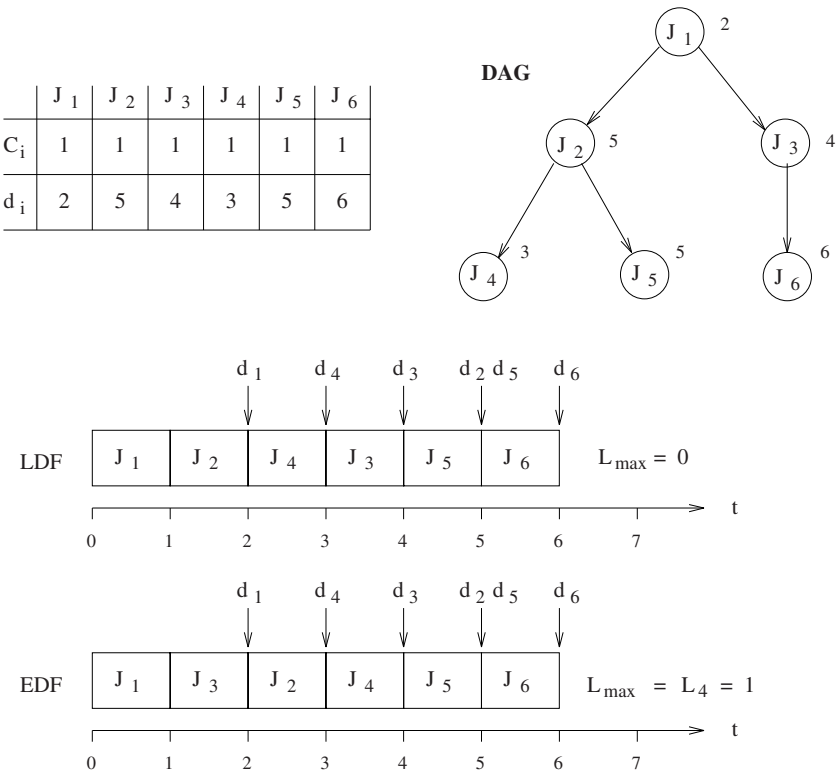 J 1 2
DAG
J 1 J 2 J 3 J 4 J 5 J 6
C i 1 1 1 1 1 1
d i 2 5 4 3 5 6
J 2 5
J 3 4
J 4 3
J 5 5
J 6 6
d 1 d 4 d 3 d 2 d 5 d 6
LDF J 1 J 2 J 4 J 3 J 5 J 6 L max = 0
t
0 1 2 3 4 5 6 7
d 1 d 4 d 3 d 2 d 5 d 6
EDF J 1 J 3 J 2 J 4 J 5 J 6 L max = L 4 = 1
t
0 1 2 3 4 5 6 7